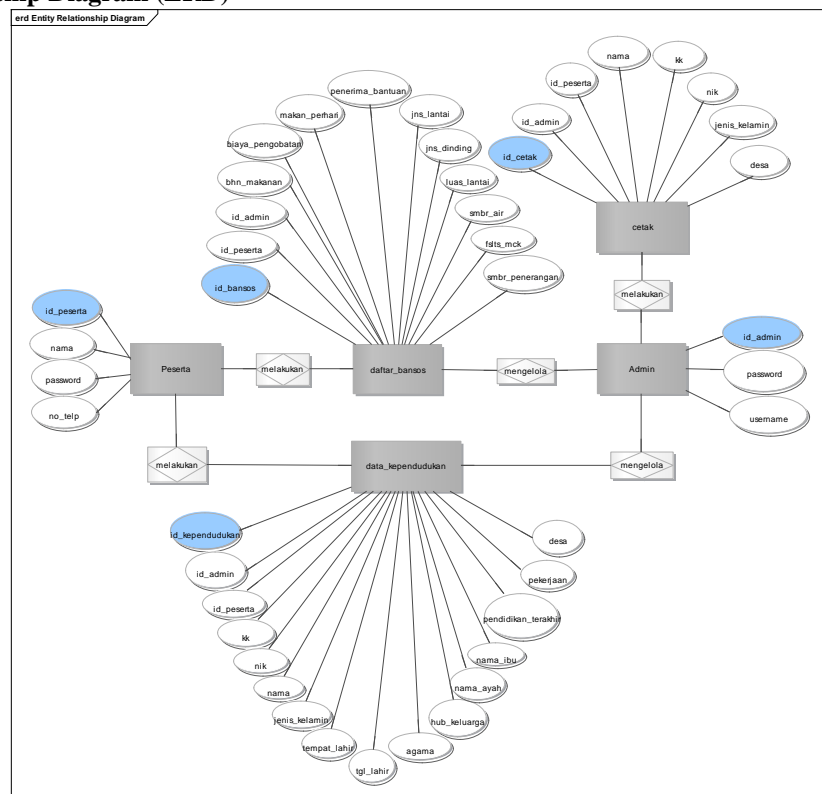 hip Diagram (ERD)
erd Entity Relationship Diagram
penerima_bantuan
makan_perhari
jns_lantai
biaya_pengobatan
jns_dinding
bhn_makanan
luas_lantai
id_admin
smbr_air
id_peserta
fslts_mck
id_bansos
smbr_penerangan
nama
kk
id_peserta
nik
id_admin
jenis_kelamin
id_cetak
desa
cetak
melakukan
id_peserta
nama
password
no_telp
Peserta
melakukan
daftar_bansos
mengelola
Admin
id_admin
password
username
melakukan
data_kependudukan
mengelola
id_kependudukan
id_admin
id_peserta
kk
nik
nama
jenis_kelamin
tempat_lahir
tgl_lahir
agama
hub_keluarga
nama_ayah
nama_ibu
pendidikan_terakhir
pekerjaan
desa